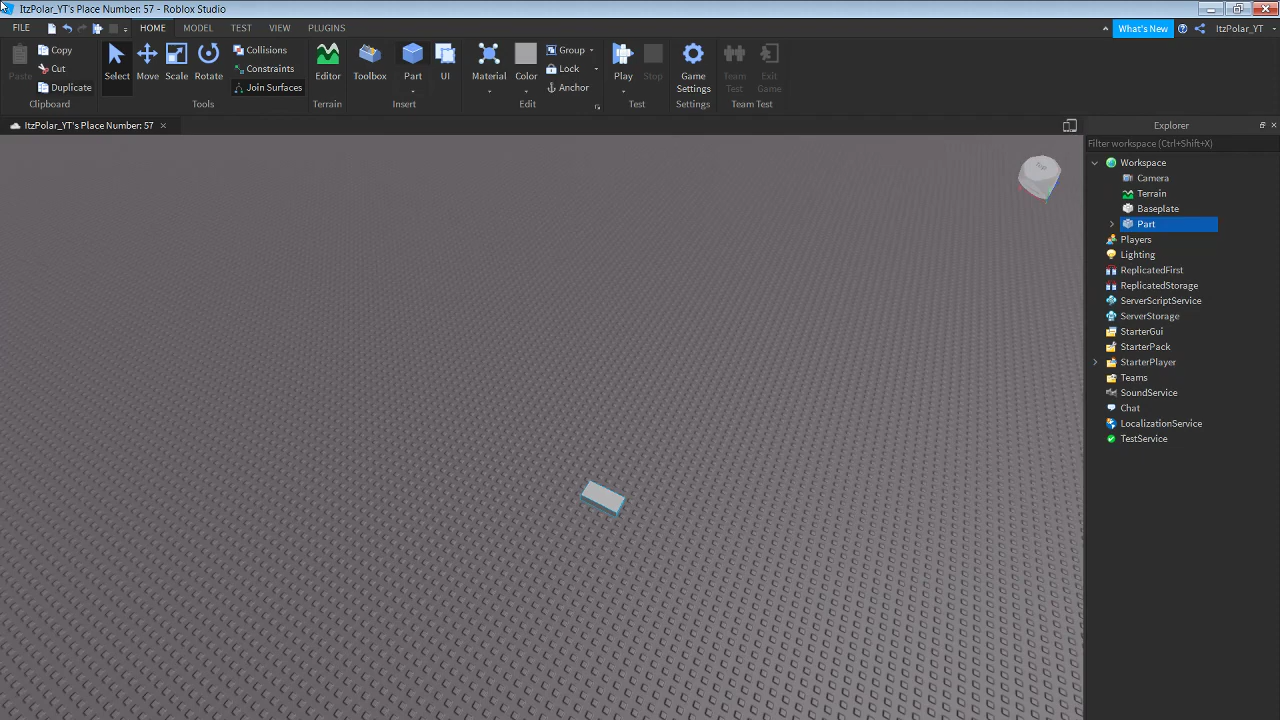 ItzPolar_YT's Place Number: 57 - Roblox Studio
FILE HOME MODEL TEST VIEW PLUGINS What's New ItzPolar_YT
Paste Copy Cut Duplicate
Clipboard
Select Move Scale Rotate Collisions Constraints Join Surfaces
Tools
Editor
Terrain
Toolbox Part UI
Insert
Material Color Group Lock Anchor
Edit
Play Stop
Test
Game Settings
Settings
Team Test Exit Game
Team Test
ItzPolar_YT's Place Number: 57
Explorer
Filter workspace (Ctrl+Shift+X)
Workspace
Camera
Terrain
Baseplate
Part
Players
Lighting
ReplicatedFirst
ReplicatedStorage
ServerScriptService
ServerStorage
StarterGui
StarterPack
StarterPlayer
Teams
SoundService
Chat
LocalizationService
TestService